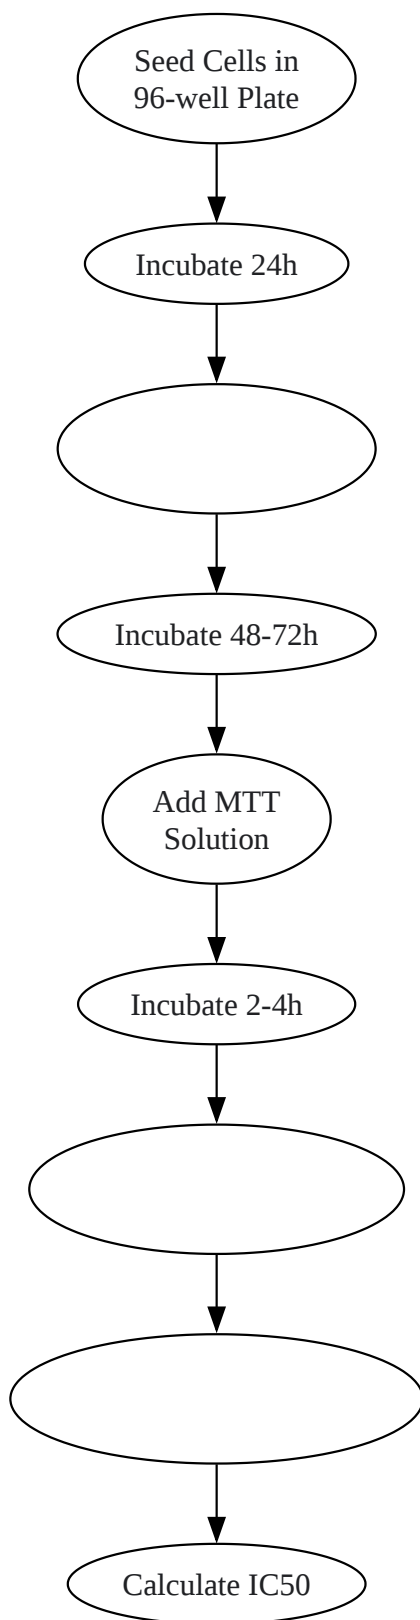 Seed Cells in
96-well Plate
Incubate 24h
Incubate 48-72h
Add MTT
Solution
Incubate 2-4h
Calculate IC50